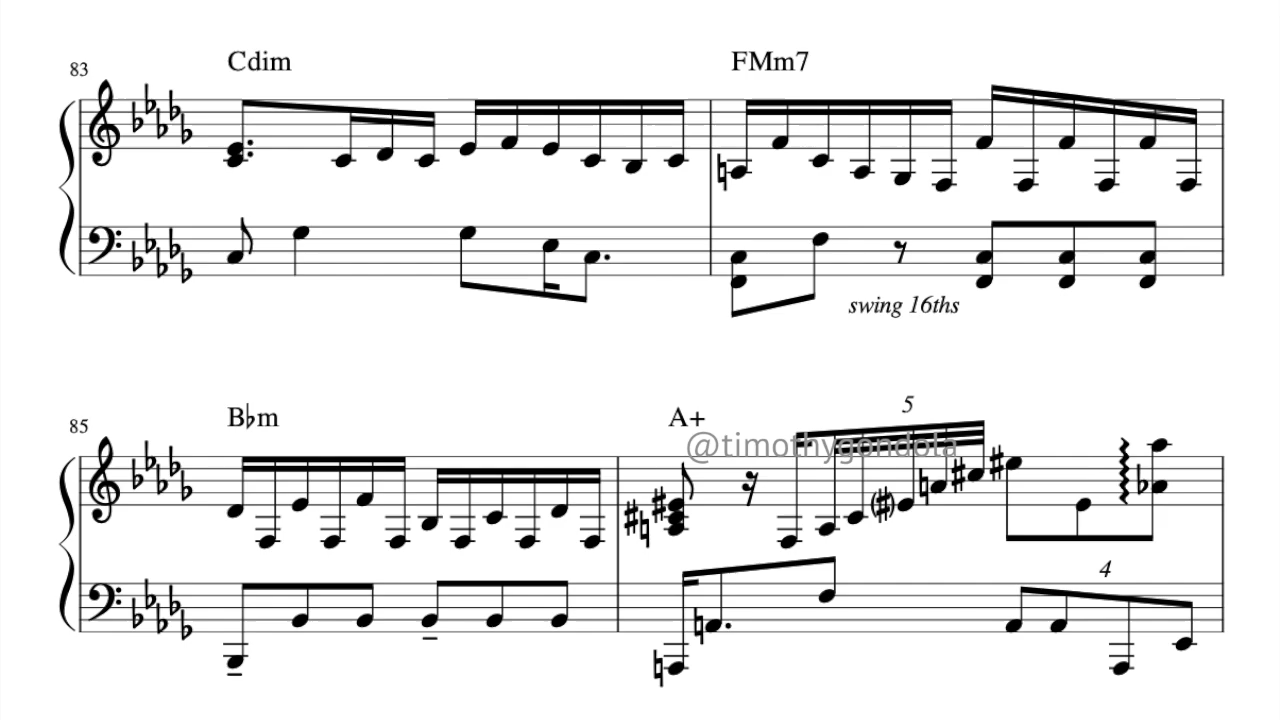 83
Cdim
FMm7
swing 16ths
85
B♭m
A+
5
@timothygondola
4